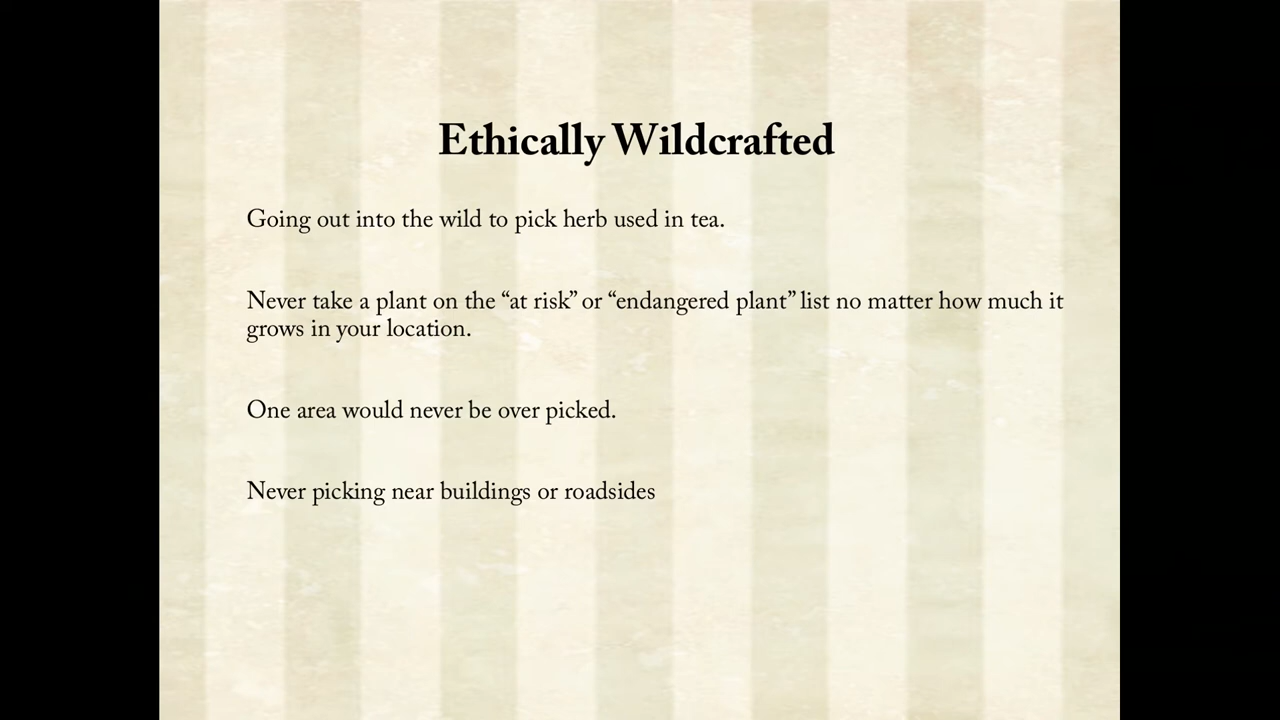 Ethically Wildcrafted
Going out into the wild to pick herb used in tea.
Never take a plant on the “at risk” or “endangered plant” list no matter how much it
grows in your location.
One area would never be over picked.
Never picking near buildings or roadsides